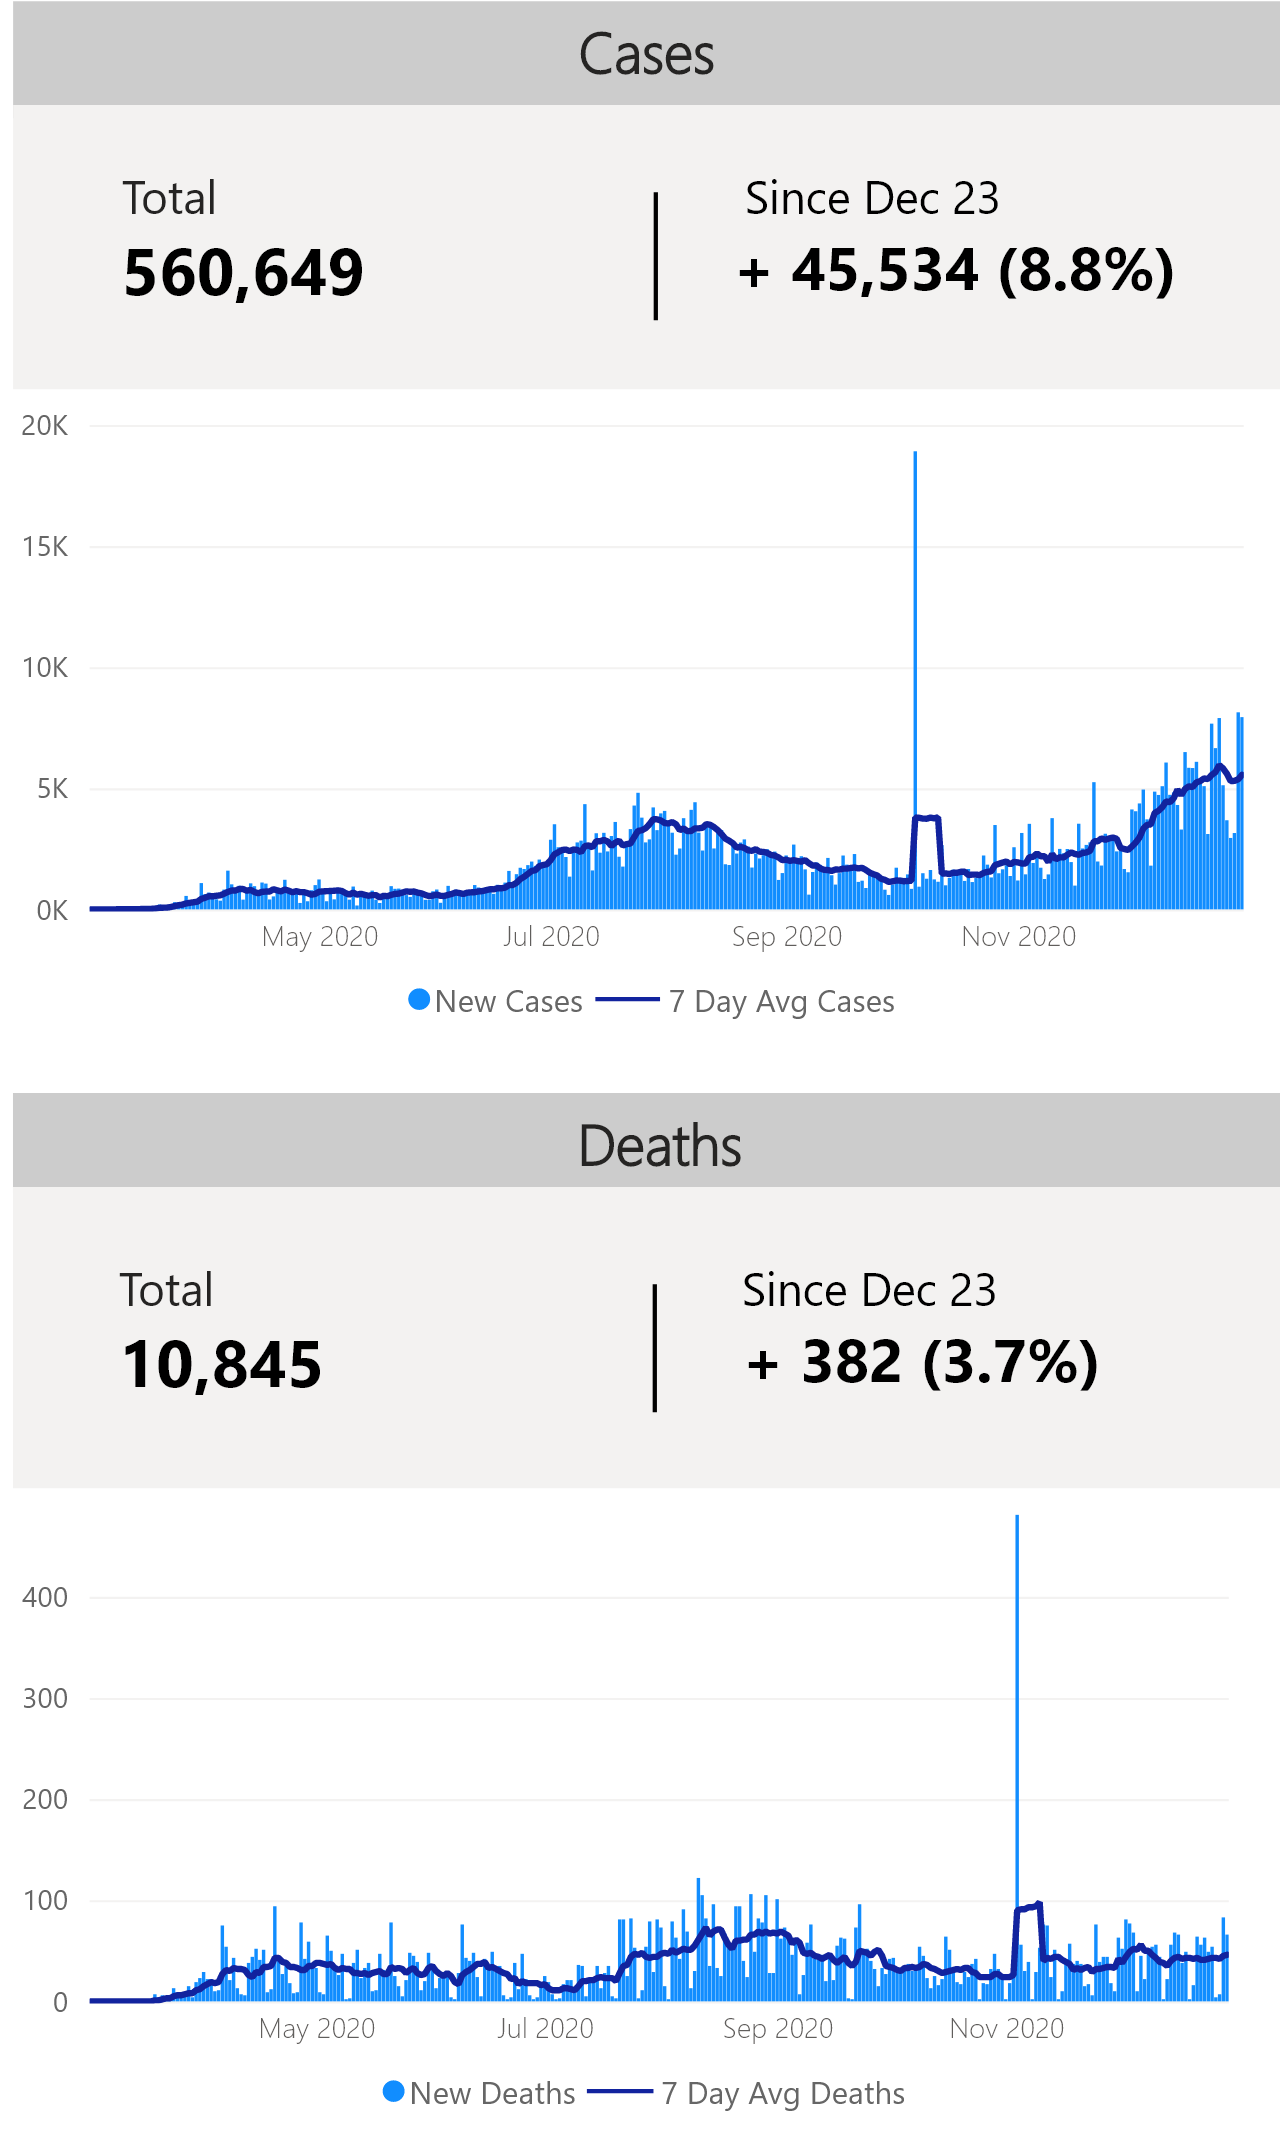 Cases
Total
Since Dec 23
560,649
+ 45,534 (8.8%)
20K
15K
10K
5K
0K
May 2020
Jul 2020
Sep 2020
Nov 2020
New Cases
7 Day Avg Cases
Deaths
Total
Since Dec 23
10,845
+ 382 (3.7%)
400
300
200
100
0
May 2020
Jul 2020
Sep 2020
Nov 2020
New Deaths
7 Day Avg Deaths